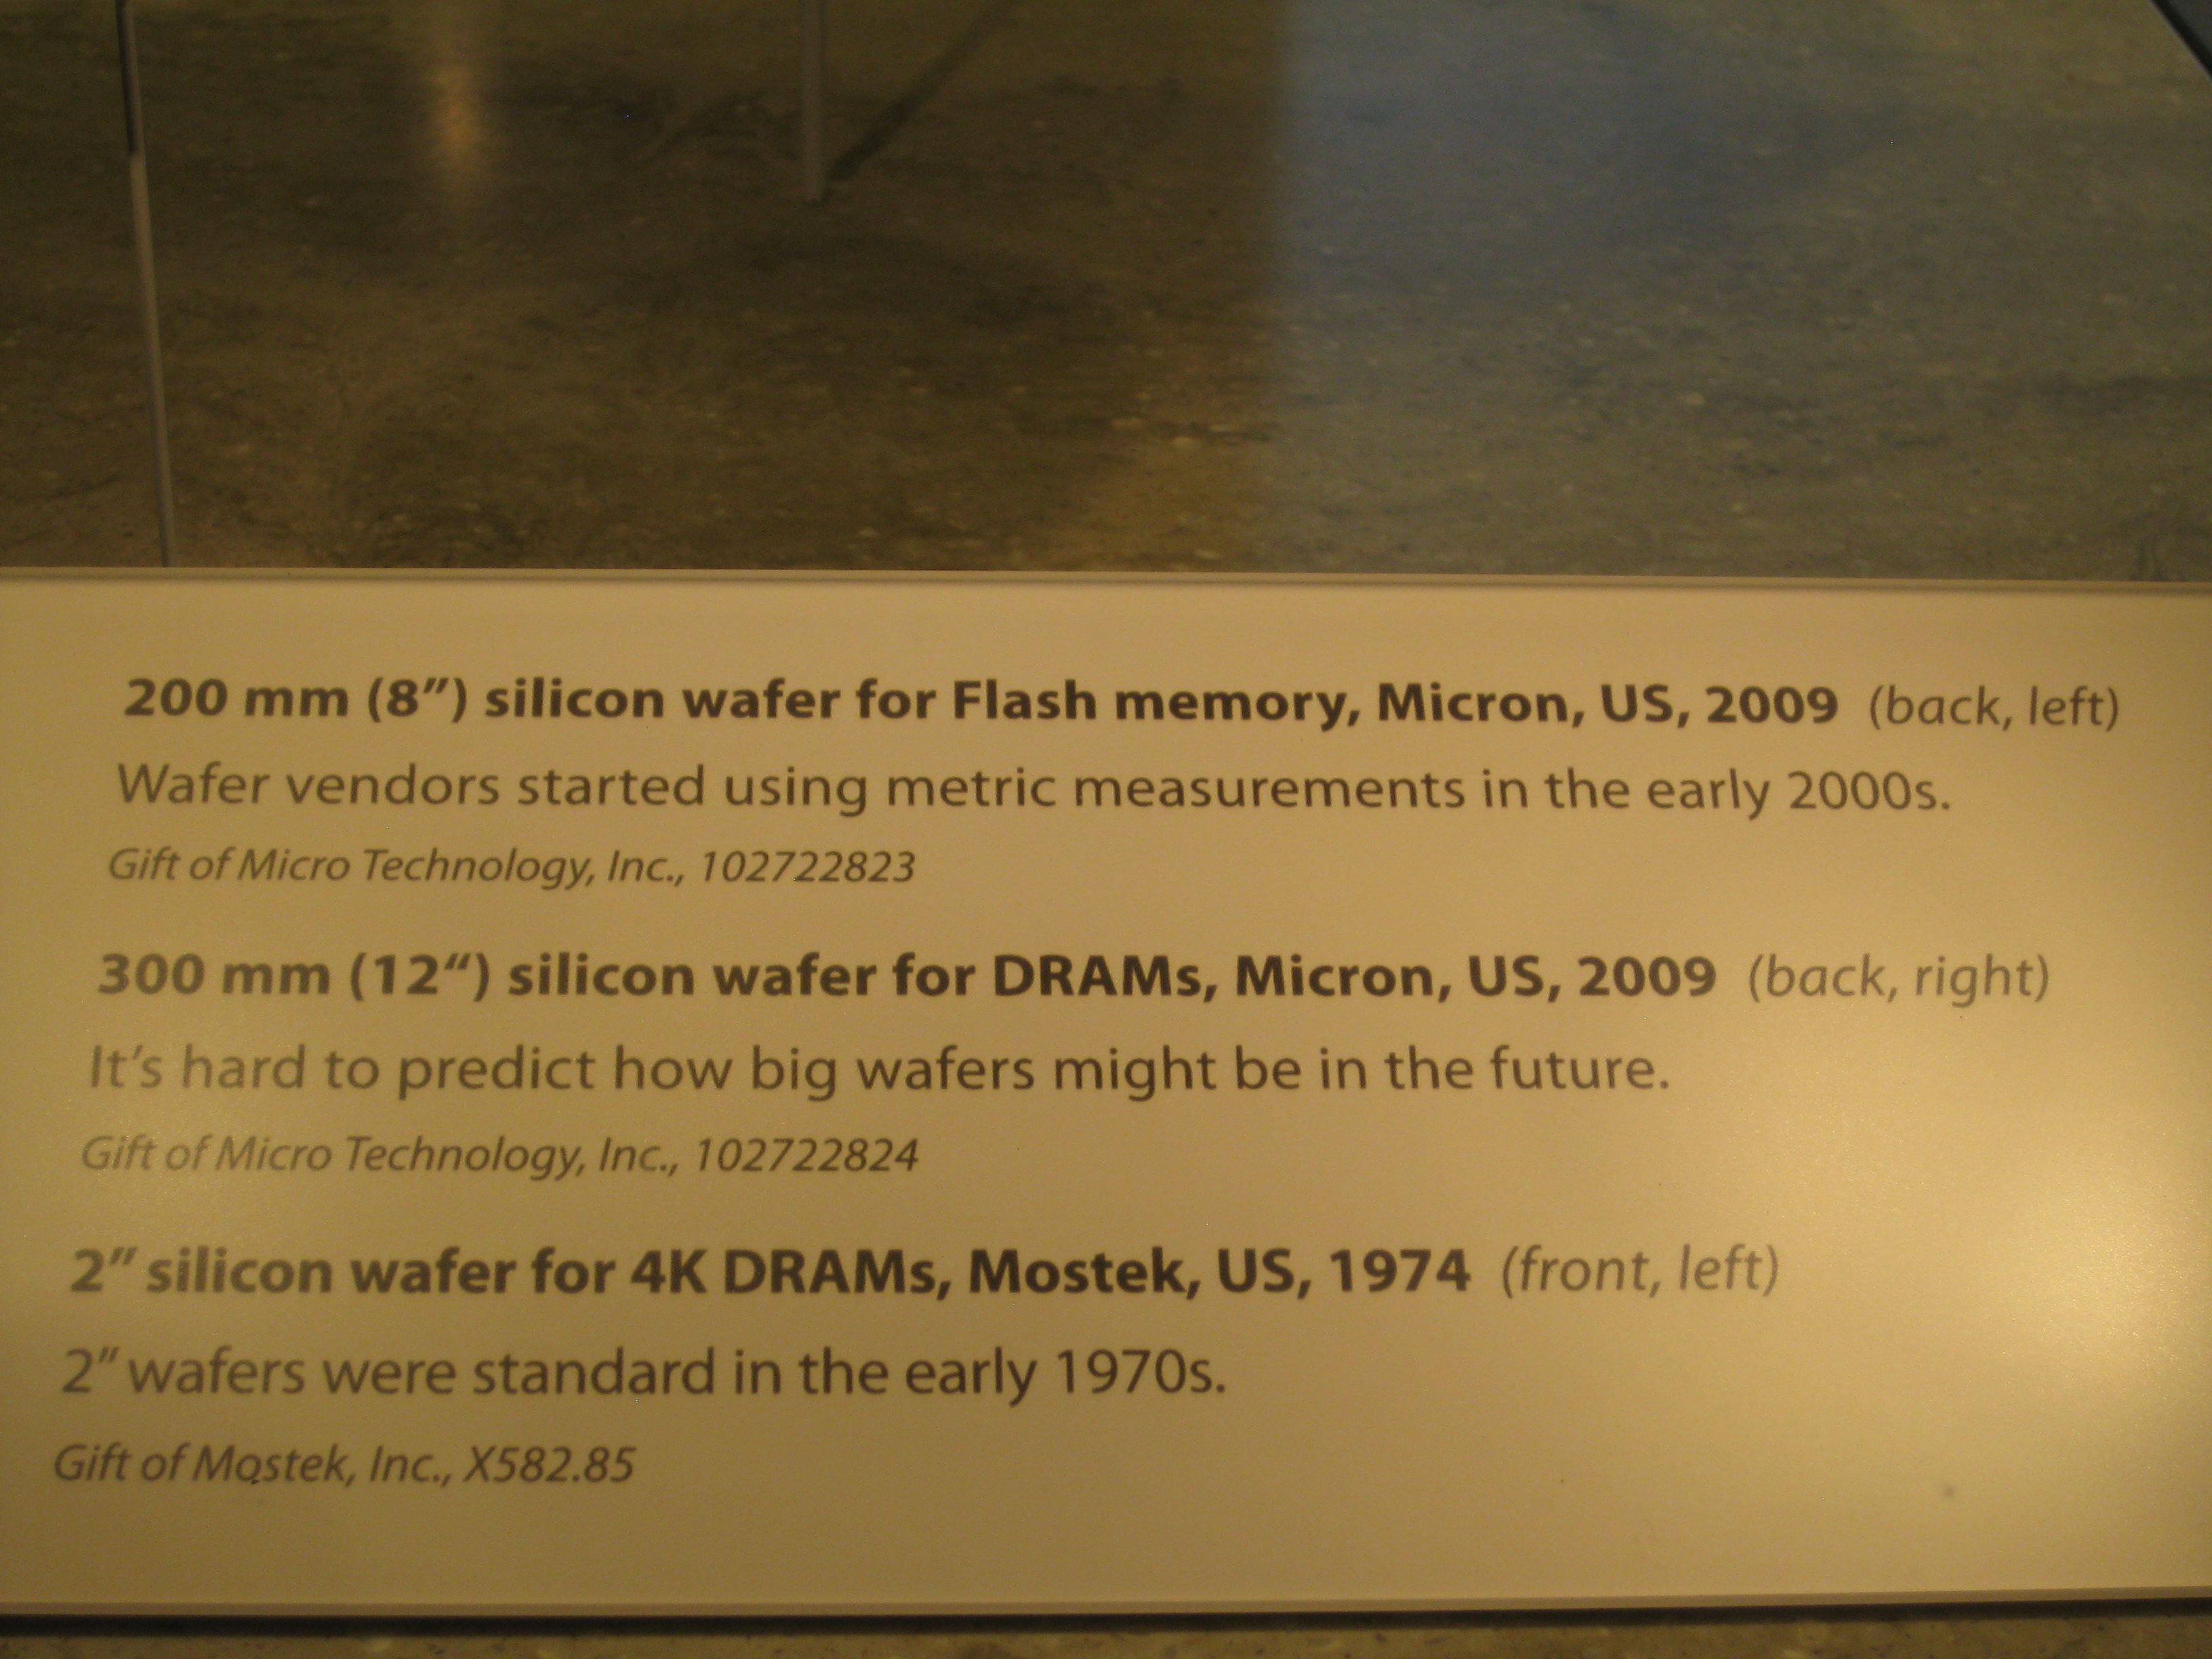 200 mm (8”) silicon wafer for Flash memory, Micron, US, 2009 (back, left)
Wafer vendors started using metric measurements in the early 2000s.
Gift of Micro Technology, Inc., 102722823
300 mm (12“) silicon wafer for DRAMs, Micron, US, 2009 (back, right)
It’s hard to predict how big wafers might be in the future.
Gift of Micro Technology, Inc., 102722824
2” silicon wafer for 4K DRAMs, Mostek, US, 1974 (front, left)
2” wafers were standard in the early 1970s.
Gift of Mostek, Inc., X582.85